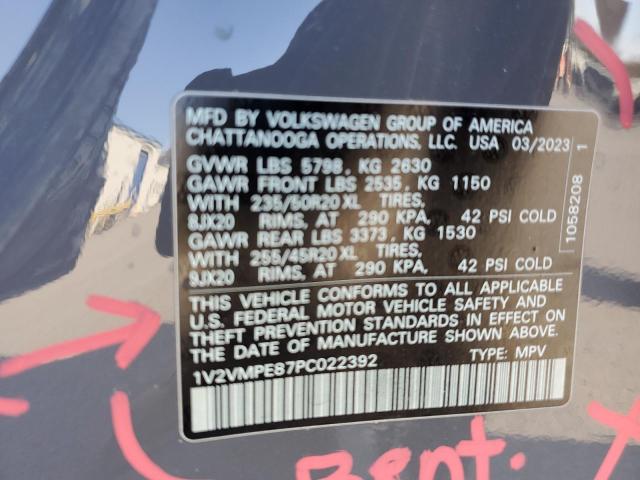 MFD BY VOLKSWAGEN GROUP OF AMERICA
CHATTANOOGA OPERATIONS, LLC. USA 03/2023
GVWR LBS 5798, KG 2630
GAWR FRONT LBS 2535, KG 1150
WITH 235/50R20 XL TIRES,
8JX20 RIMS, AT 290 KPA, 42 PSI COLD
GAWR REAR LBS 3373, KG 1530
WITH 255/45R20 XL TIRES,
9JX20 RIMS, AT 290 KPA, 42 PSI COLD
THIS VEHICLE CONFORMS TO ALL APPLICABLE
U.S. FEDERAL MOTOR VEHICLE SAFETY AND
THEFT PREVENTION STANDARDS IN EFFECT ON
THE DATE OF MANUFACTURE SHOWN ABOVE.
1V2VMPE87PC022392 TYPE: MPV
1058208 1
Bent.